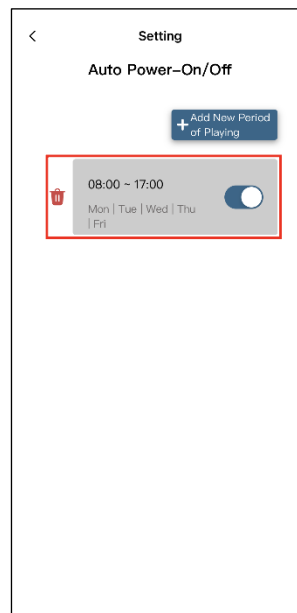 Setting
Auto Power-On/Off
Add New Period
of Playing
08:00 ~ 17:00
Mon | Tue | Wed | Thu
| Fri